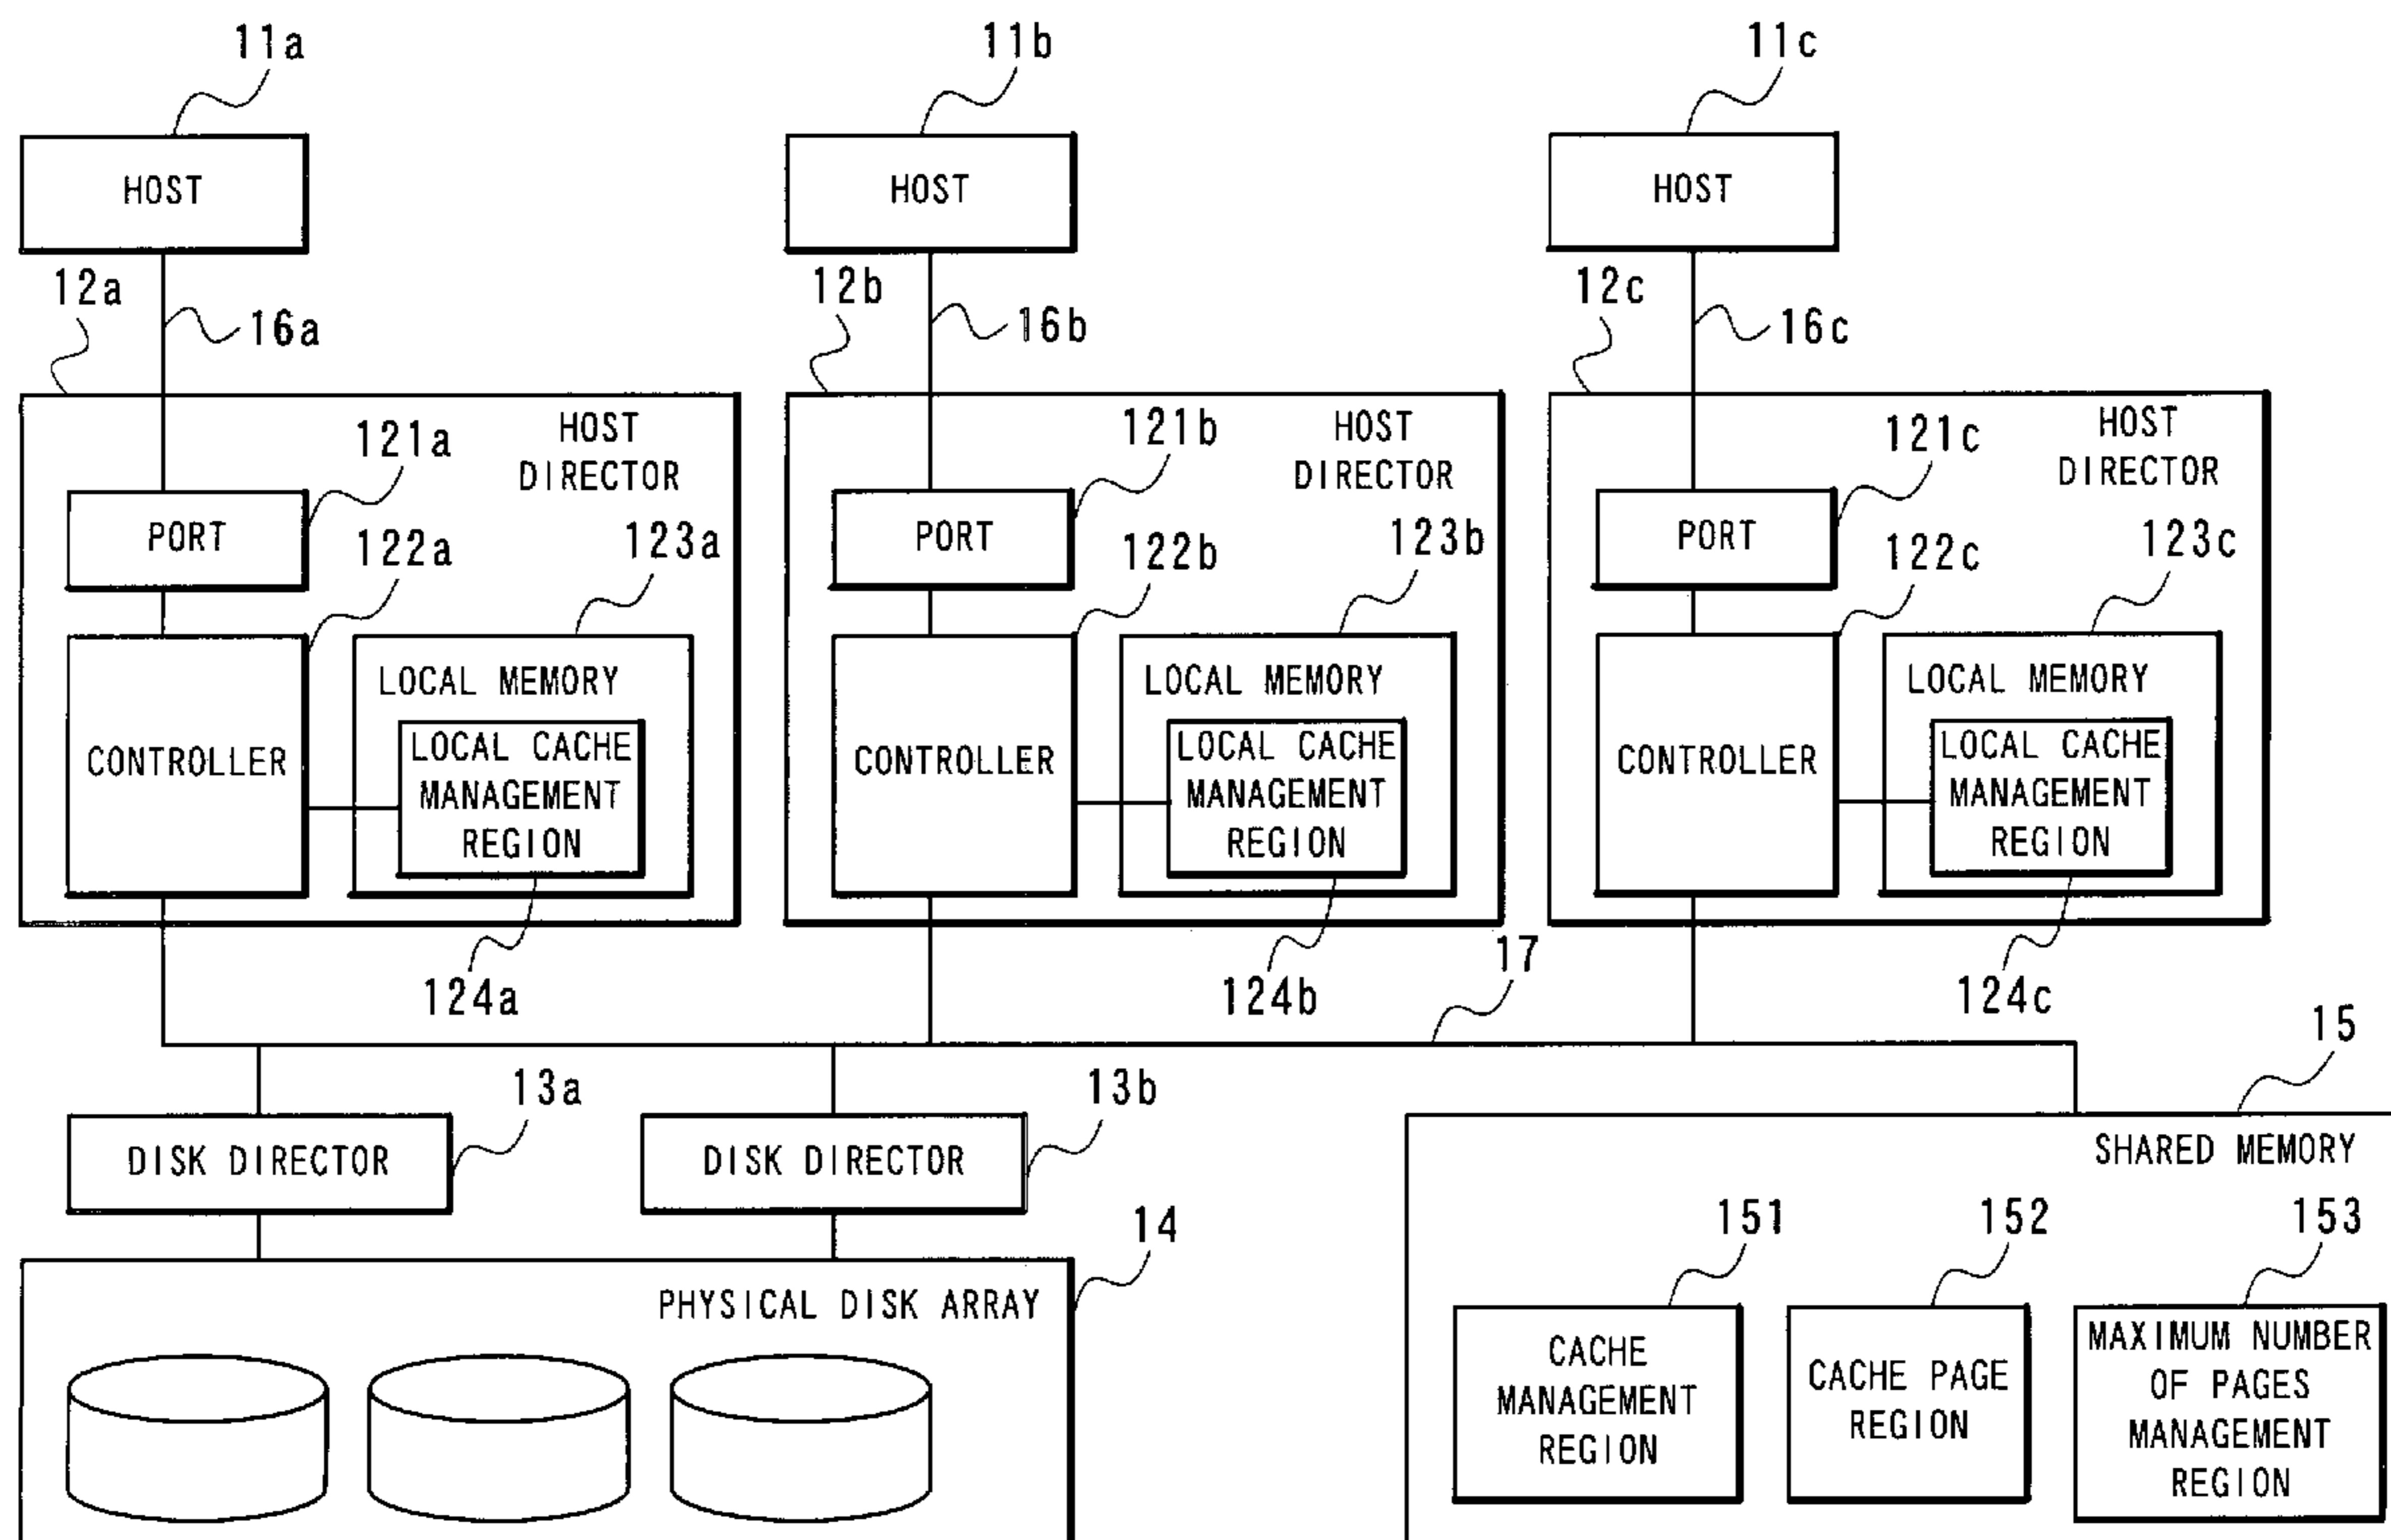 11a 11b 11c
HOST HOST HOST
12a 12b 12c
16a 16b 16c
HOST DIRECTOR
121a
PORT
122a
123a
CONTROLLER
LOCAL MEMORY
LOCAL CACHE
MANAGEMENT
REGION
124a
HOST DIRECTOR
121b
PORT
122b
123b
CONTROLLER
LOCAL MEMORY
LOCAL CACHE
MANAGEMENT
REGION
124b
HOST DIRECTOR
121c
PORT
122c
123c
CONTROLLER
LOCAL MEMORY
LOCAL CACHE
MANAGEMENT
REGION
124c
17
13a
DISK DIRECTOR
13b
DISK DIRECTOR
14
PHYSICAL DISK ARRAY
15
SHARED MEMORY
151
CACHE
MANAGEMENT
REGION
152
CACHE PAGE
REGION
153
MAXIMUM NUMBER
OF PAGES
MANAGEMENT
REGION